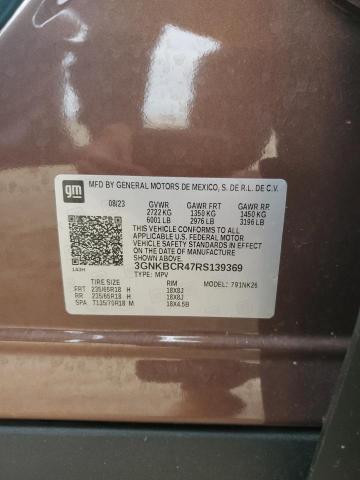 gm
MFD BY GENERAL MOTORS DE MEXICO, S. DE R.L. DE C.V.
08/23 GVWR GAWR FRT GAWR RR
2722 KG 1350 KG 1450 KG
6001 LB 2976 LB 3196 LB
THIS VEHICLE CONFORMS TO ALL
APPLICABLE U.S. FEDERAL MOTOR
VEHICLE SAFETY STANDARDS IN EFFECT
ON THE DATE OF MANUFACTURE
SHOWN ABOVE.
143H 3GNKBCR47RS139369
TYPE: MPV
TIRE SIZE RIM MODEL: 791NK26
FRT 235/65R18 H 18X8J
RR 235/65R18 H 18X8J
SPA T135/70R18 M 18X4.5B